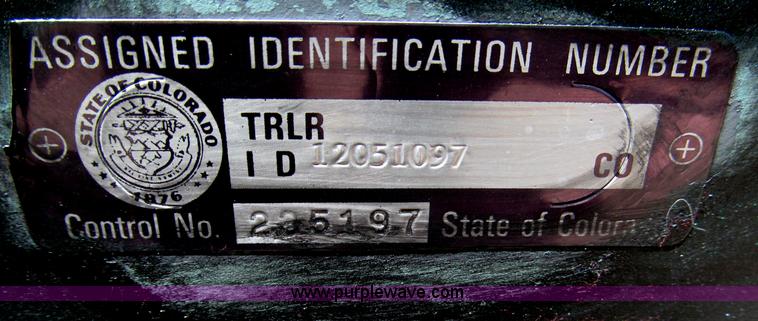 ASSIGNED IDENTIFICATION NUMBER
STATE OF COLORADO
1876
TRLR
ID 12051097 CO
Control No. 235197 State of Colora
www.purplewave.com